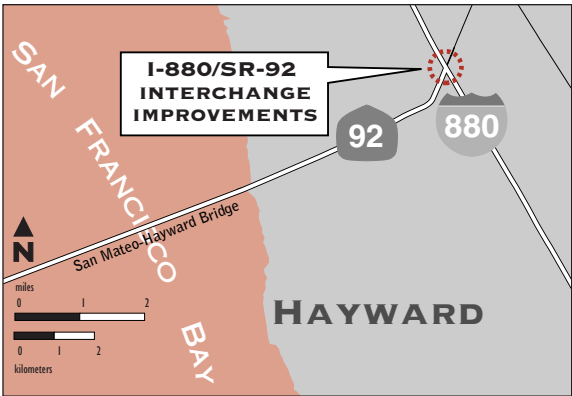 SAN FRANCISCO BAY
I-880/SR-92
INTERCHANGE
IMPROVEMENTS
92
880
San Mateo-Hayward Bridge
N
miles
0 1 2
0 1 2
kilometers
HAYWARD